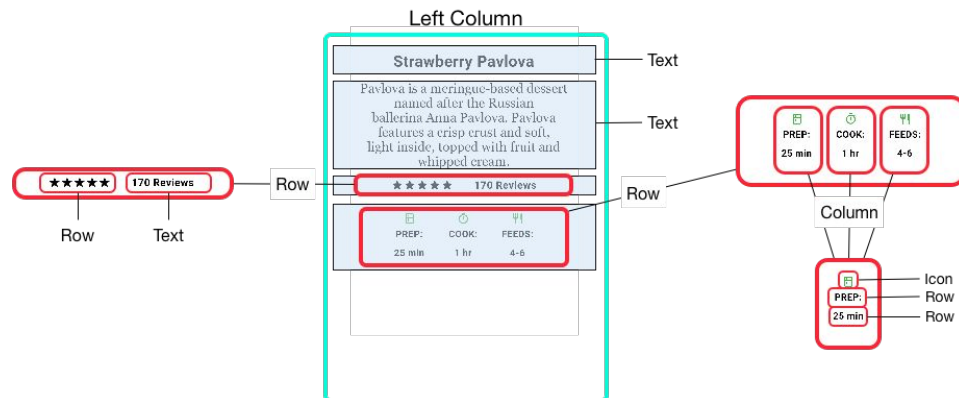 Left Column
Strawberry Pavlova
Text
Pavlova is a meringue-based dessert
named after the Russian
ballerina Anna Pavlova. Pavlova
features a crisp crust and soft,
light inside, topped with fruit and
whipped cream.
Text
★★★★★ 170 Reviews
Row
★★★★★ 170 Reviews
Row
Text
Row
PREP: COOK: FEEDS:
25 min 1 hr 4-6
PREP: COOK: FEEDS:
25 min 1 hr 4-6
Column
Icon
PREP:
Row
25 min
Row